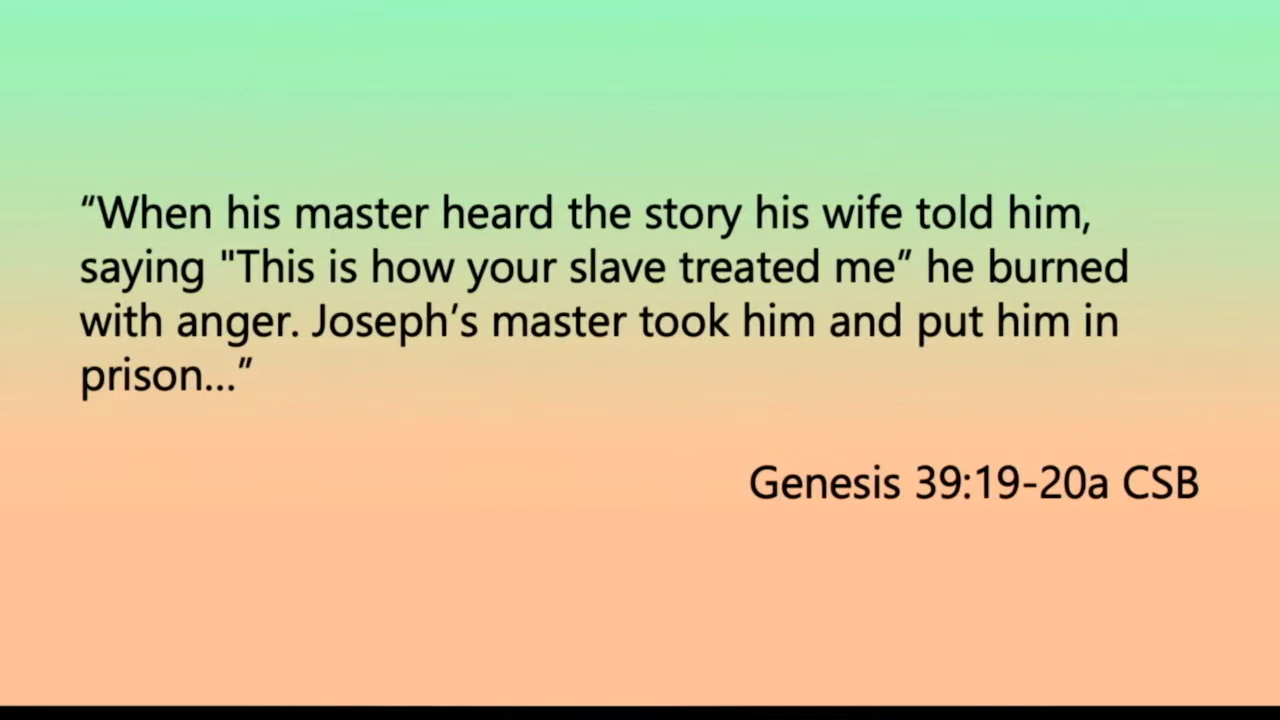 “When his master heard the story his wife told him,
saying "This is how your slave treated me” he burned
with anger. Joseph’s master took him and put him in
prison...”
Genesis 39:19-20a CSB